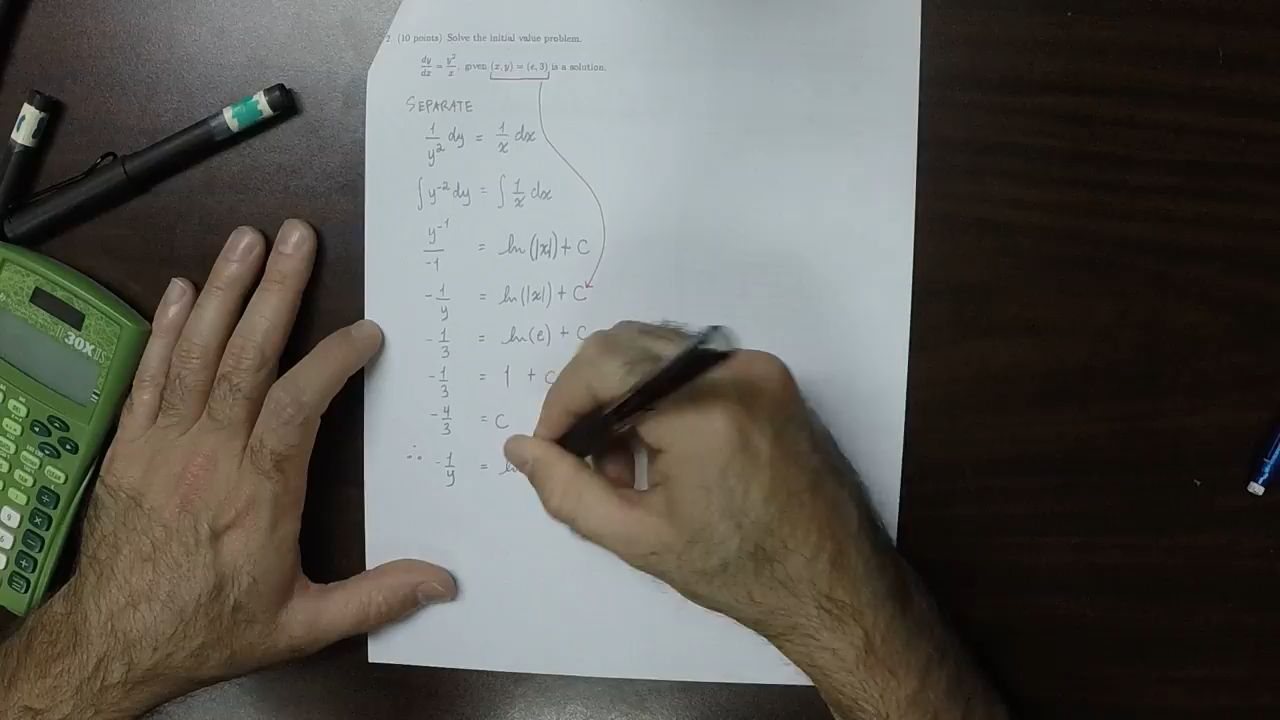 2. (10 points) Solve the initial value problem.
dy/dx = y²/x, given (x, y) = (e, 3) is a solution.
SEPARATE
1/y² dy = 1/x dx
∫ y⁻² dy = ∫ 1/x dx
y⁻¹/-1 = ln(|x|) + C
-1/y = ln(|x|) + C
-1/3 = ln(e) + C
-1/3 = 1 + C
-4/3 = C
∴ -1/y =
30X IIS